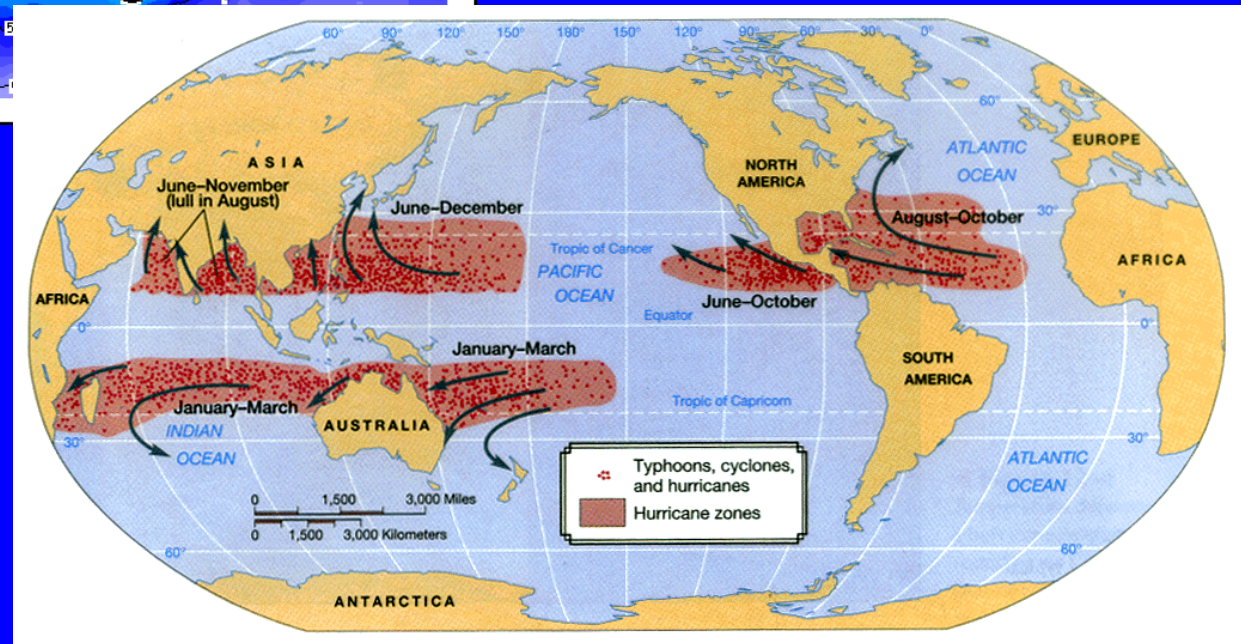 5
60° 90° 120° 150° 180° 150° 120° 90° 60° 30° 0°
60°
ATLANTIC
OCEAN
EUROPE
ASIA
NORTH
AMERICA
June–November
(lull in August)
June–December
August–October
30°
Tropic of Cancer
PACIFIC
OCEAN
AFRICA
AFRICA
June–October
Equator
0°
0°
January–March
SOUTH
AMERICA
January–March
Tropic of Capricorn
AUSTRALIA
INDIAN
OCEAN
30°
30°
ATLANTIC
OCEAN
Typhoons, cyclones,
and hurricanes
Hurricane zones
0 1,500 3,000 Miles
0 1,500 3,000 Kilometers
60°
60°
ANTARCTICA